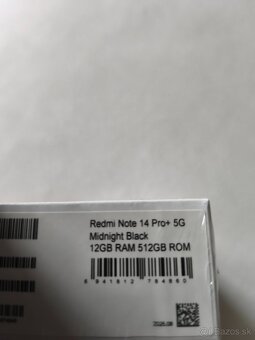 Redmi Note 14 Pro+ 5G
Midnight Black
12GB RAM 512GB ROM
6 941812 784860
bazos.sk